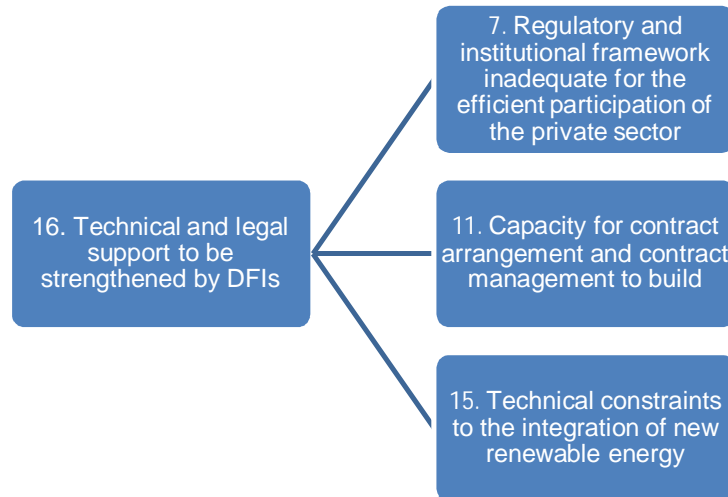 7. Regulatory and
institutional framework
inadequate for the
efficient participation of
the private sector
16. Technical and legal
support to be
strengthened by DFIs
11. Capacity for contract
arrangement and contract
management to build
15. Technical constraints
to the integration of new
renewable energy